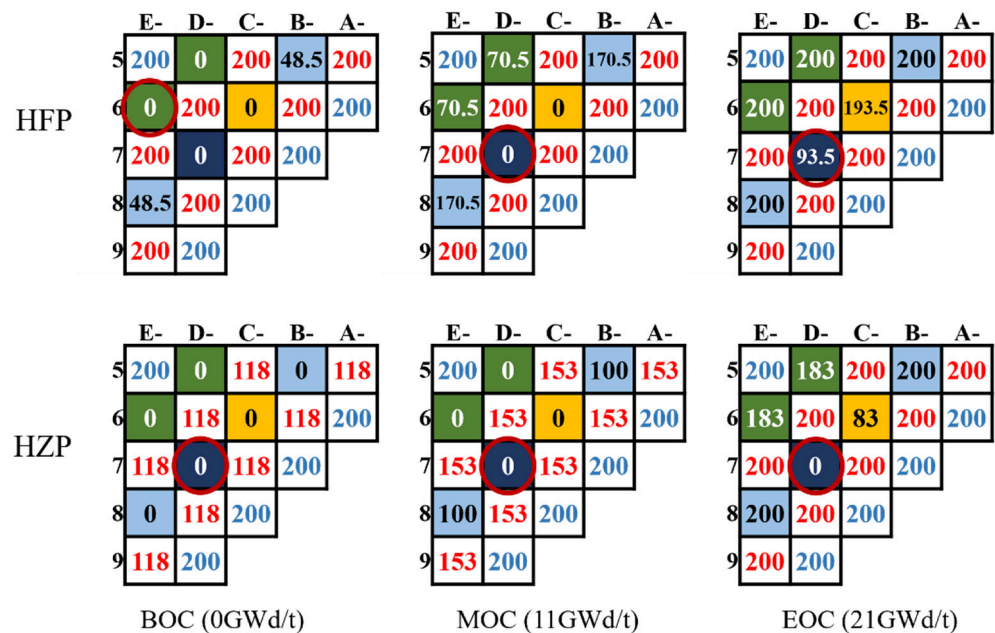 E- D- C- B- A- E- D- C- B- A- E- D- C- B- A-
5 200 0 200 48.5 200 5 200 70.5 200 170.5 200 5 200 200 200 200 200
6 0 200 0 200 200 6 70.5 200 0 200 200 6 200 200 193.5 200 200
HFP
7 200 0 200 200 7 200 0 200 200 7 200 93.5 200 200
8 48.5 200 200 8 170.5 200 200 8 200 200 200
9 200 200 9 200 200 9 200 200
E- D- C- B- A- E- D- C- B- A- E- D- C- B- A-
5 200 0 118 0 118 5 200 0 153 100 153 5 200 183 200 200 200
6 0 118 0 118 200 6 0 153 0 153 200 6 183 200 83 200 200
HZP
7 118 0 118 200 7 153 0 153 200 7 200 0 200 200
8 0 118 200 8 100 153 200 8 200 200 200
9 118 200 9 153 200 9 200 200
BOC (0GWd/t) MOC (11GWd/t) EOC (21GWd/t)